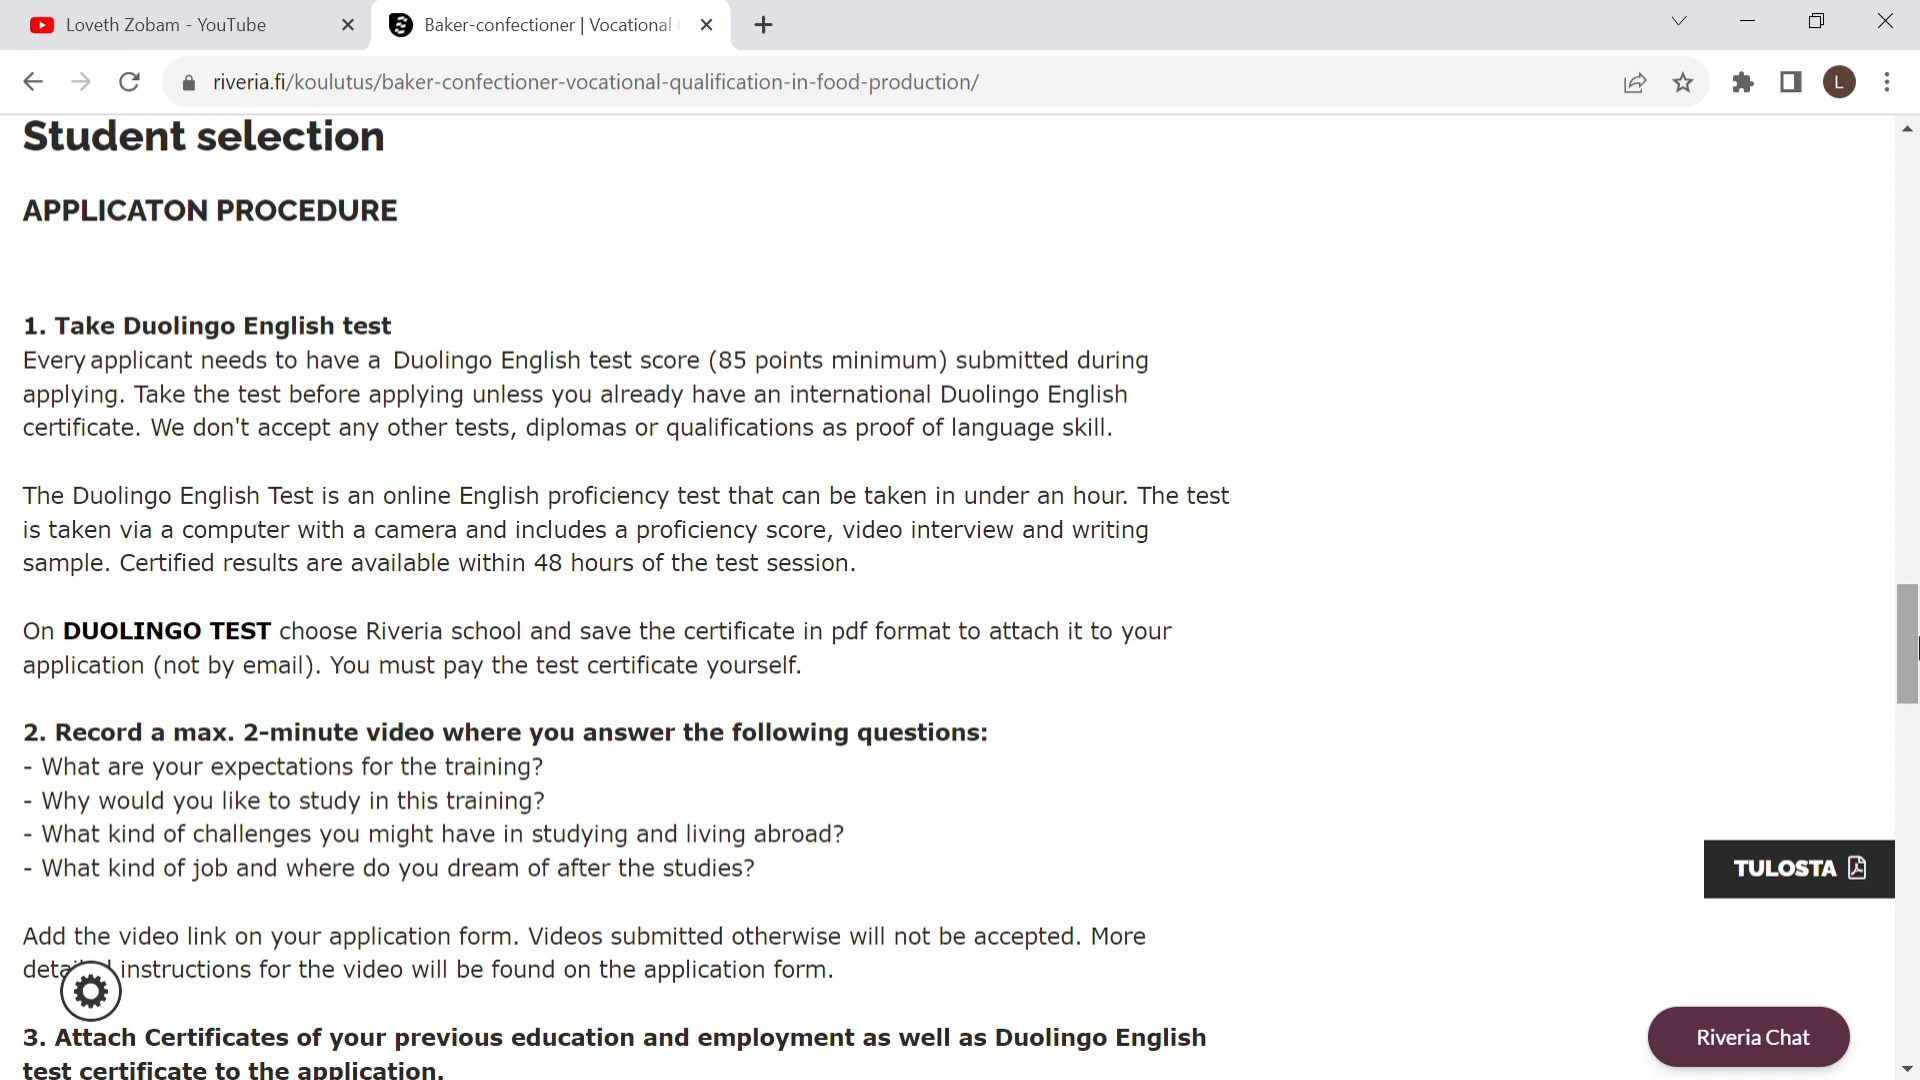 Loveth Zobam - YouTube
Baker-confectioner | Vocational
riveria.fi/koulutus/baker-confectioner-vocational-qualification-in-food-production/
L
Student selection
APPLICATON PROCEDURE
1. Take Duolingo English test
Every applicant needs to have a Duolingo English test score (85 points minimum) submitted during
applying. Take the test before applying unless you already have an international Duolingo English
certificate. We don't accept any other tests, diplomas or qualifications as proof of language skill.
The Duolingo English Test is an online English proficiency test that can be taken in under an hour. The test
is taken via a computer with a camera and includes a proficiency score, video interview and writing
sample. Certified results are available within 48 hours of the test session.
On DUOLINGO TEST choose Riveria school and save the certificate in pdf format to attach it to your
application (not by email). You must pay the test certificate yourself.
2. Record a max. 2-minute video where you answer the following questions:
- What are your expectations for the training?
- Why would you like to study in this training?
- What kind of challenges you might have in studying and living abroad?
- What kind of job and where do you dream of after the studies?
TULOSTA
Add the video link on your application form. Videos submitted otherwise will not be accepted. More
instructions for the video will be found on the application form.
3. Attach Certificates of your previous education and employment as well as Duolingo English
test certificate to the application.
Riveria Chat